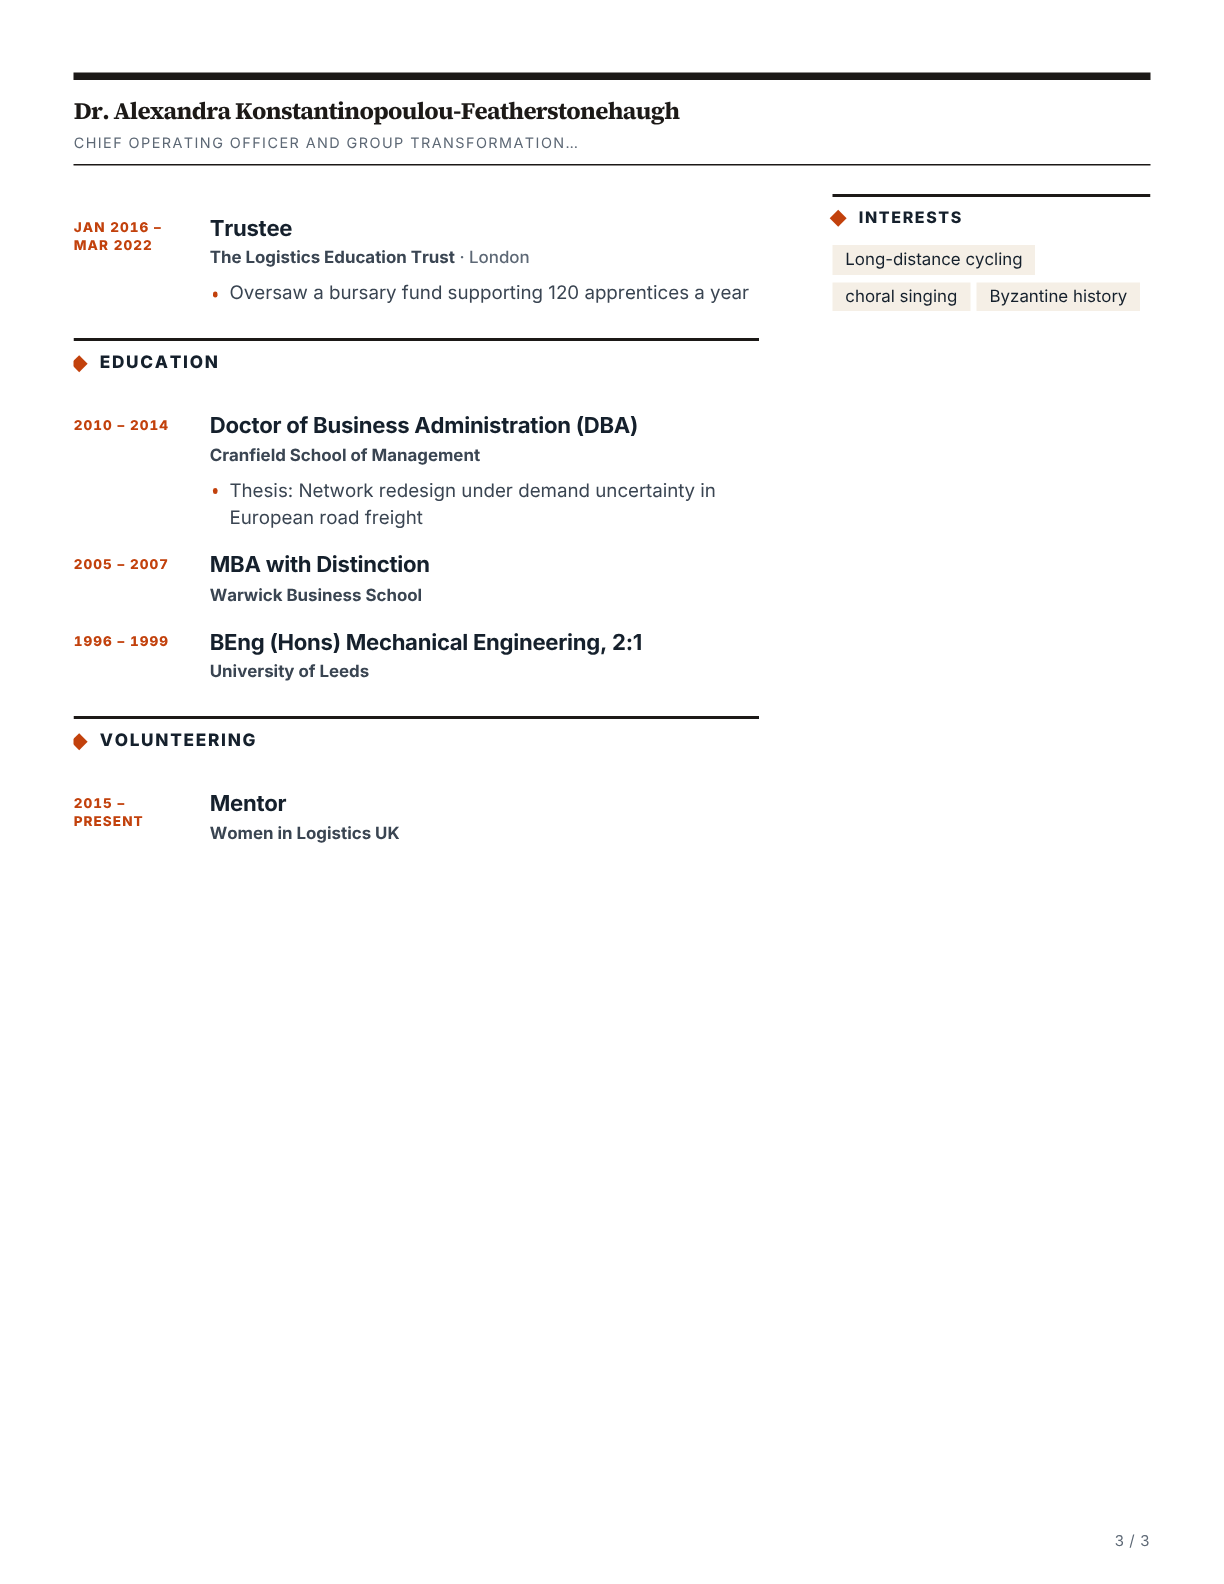 Dr. Alexandra Konstantinopoulou-Featherstonehaugh
CHIEF OPERATING OFFICER AND GROUP TRANSFORMATION…
JAN 2016 –
MAR 2022
Trustee
The Logistics Education Trust · London
• Oversaw a bursary fund supporting 120 apprentices a year
EDUCATION
2010 – 2014
Doctor of Business Administration (DBA)
Cranfield School of Management
• Thesis: Network redesign under demand uncertainty in
European road freight
2005 – 2007
MBA with Distinction
Warwick Business School
1996 – 1999
BEng (Hons) Mechanical Engineering, 2:1
University of Leeds
VOLUNTEERING
2015 –
PRESENT
Mentor
Women in Logistics UK
INTERESTS
Long-distance cycling
choral singing Byzantine history
3 / 3